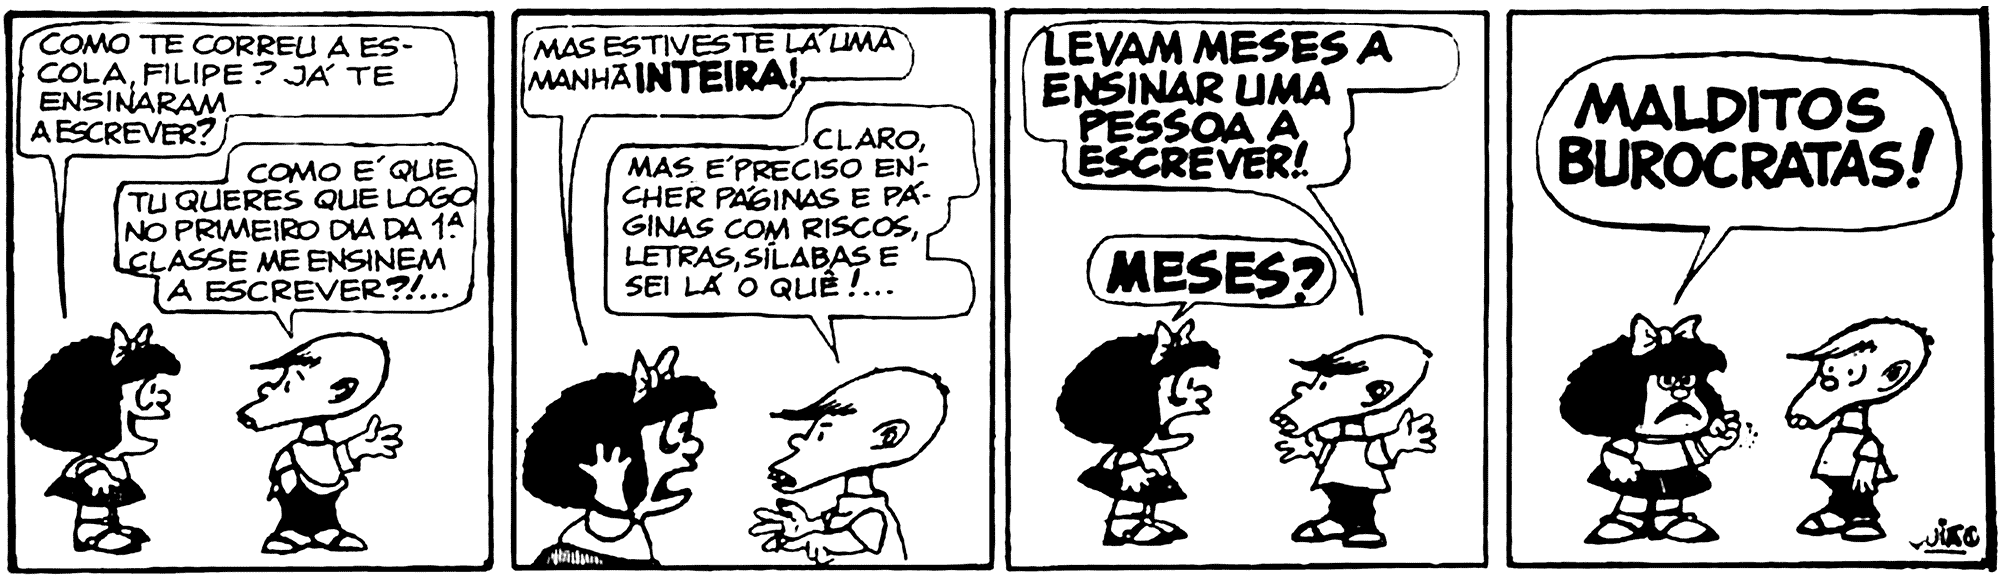 COMO TE CORREU A ES-
COLA, FILIPE? JÁ TE
ENSINARAM
A ESCREVER?
COMO É QUE
TU QUERES QUE LOGO
NO PRIMEIRO DIA DA 1ª
CLASSE ME ENSINEM
A ESCREVER?!...
MAS ESTIVESTE LÁ UMA
MANHÃ INTEIRA!
CLARO,
MAS É PRECISO EN-
CHER PÁGINAS E PÁ-
GINAS COM RISCOS,
LETRAS, SÍLABAS E
SEI LÁ O QUÊ!...
LEVAM MESES A
ENSINAR UMA
PESSOA A
ESCREVER!.
MESES?
MALDITOS
BUROCRATAS!